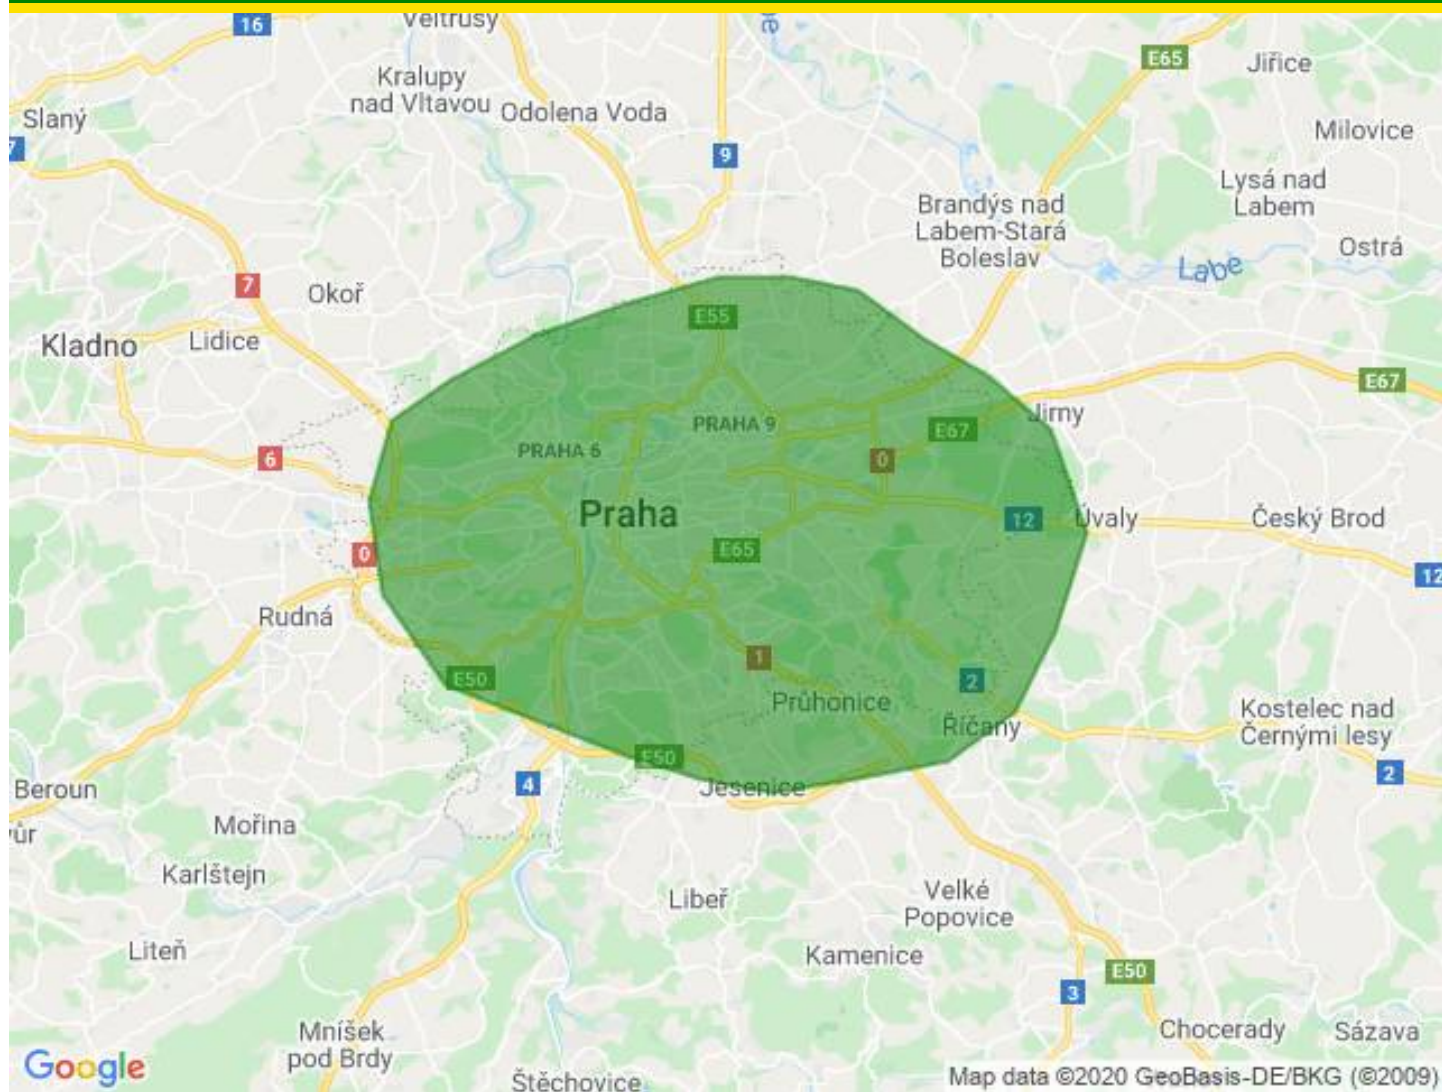 16
Veltrusy
E65
Jiřice
Kralupy
nad Vltavou
Odolena Voda
Slaný
Milovice
7
9
Lysá nad
Labem
Brandýs nad
Labem-Stará
Boleslav
Ostrá
Labe
7
Okoř
E55
Kladno
Lidice
E67
Jirny
PRAHA 9
E67
PRAHA 6
6
0
Praha
12
Úvaly
Český Brod
0
E65
12
Rudná
1
E50
2
Průhonice
Říčany
Kostelec nad
Černými lesy
E50
2
4
Jesenice
Beroun
Mořina
Karlštejn
Libeř
Velké
Popovice
Liteň
Kamenice
E50
3
Mníšek
pod Brdy
Chocerady
Sázava
Google
Štěchovice
Map data ©2020 GeoBasis-DE/BKG (©2009)